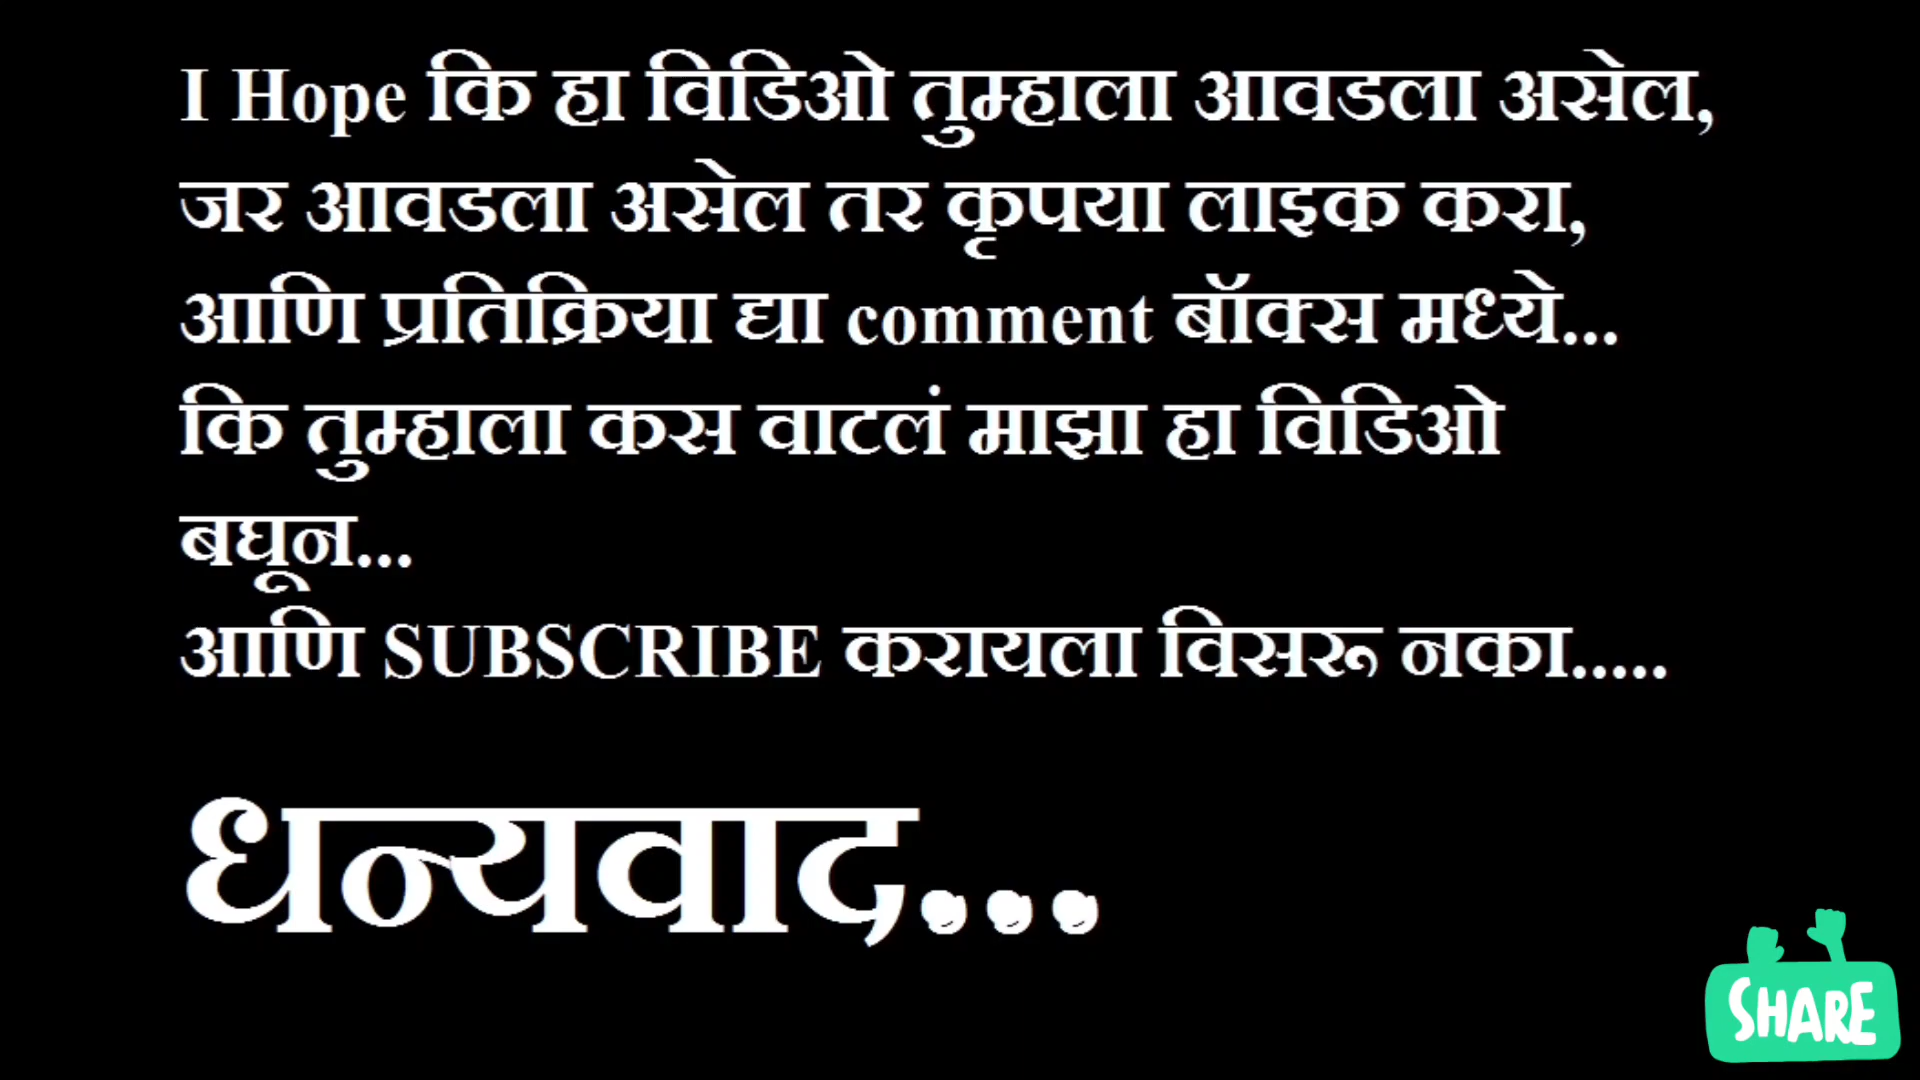 I Hope कि हा विडिओ तुम्हाला आवडला असेल,
जर आवडला असेल तर कृपया लाइक करा,
आणि प्रतिक्रिया द्या comment बॉक्स मध्ये...
कि तुम्हाला कस वाटलं माझा हा विडिओ
बघून...
आणि SUBSCRIBE करायला विसरू नका.....
धन्यवाद...
SHARE